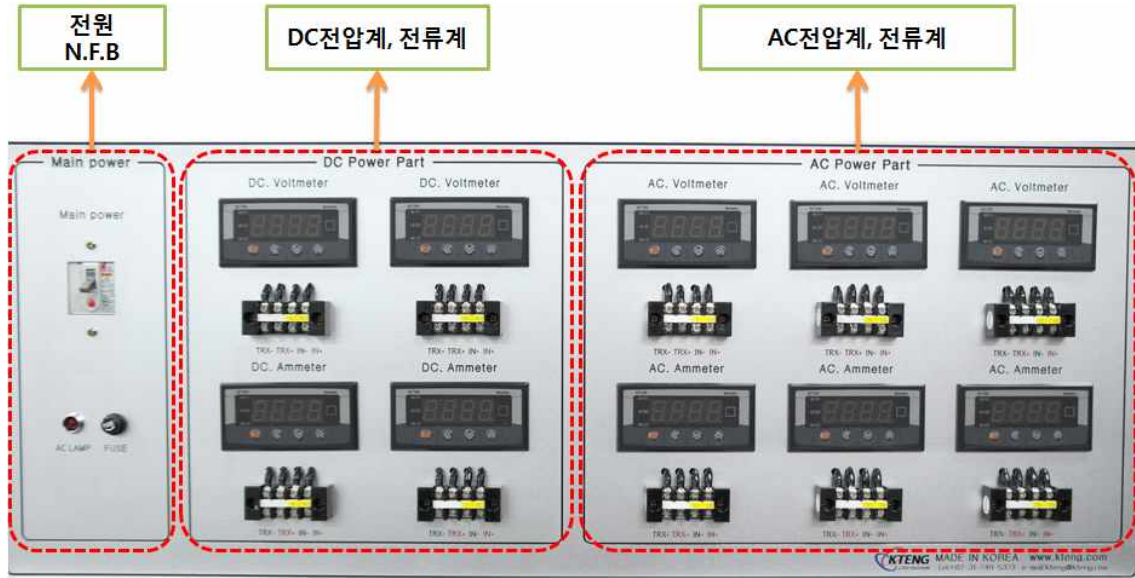 전원
N.F.B
DC전압계, 전류계
AC전압계, 전류계
Main power
DC Power Part
AC Power Part
Main power
DC. Voltmeter
DC. Voltmeter
AC. Voltmeter
AC. Voltmeter
AC. Voltmeter
TRX- TRX+ IN- IN+
TRX- TRX+ IN- IN+
TRX- TRX+ IN- IN+
TRX- TRX+ IN- IN+
TRX- TRX+ IN- IN+
DC. Ammeter
DC. Ammeter
AC. Ammeter
AC. Ammeter
AC. Ammeter
AC LAMP
FUSE
TRX- TRX+ IN- IN+
TRX- TRX+ IN- IN+
TRX- TRX+ IN- IN+
TRX- TRX+ IN- IN+
TRX- TRX+ IN- IN+
KTENG MADE IN KOREA www.kteng.com